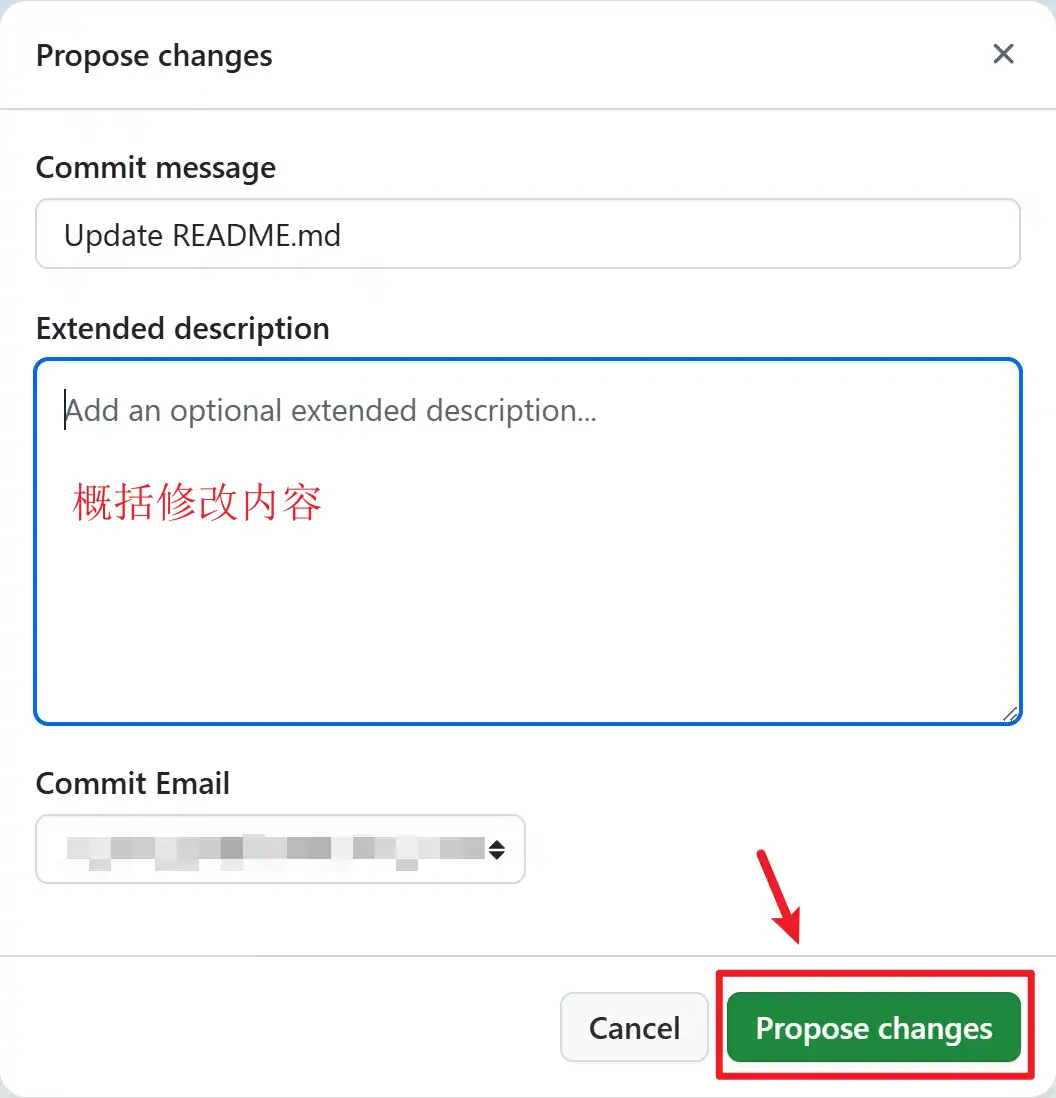 Propose changes
Commit message
Update README.md
Extended description
Add an optional extended description...
概括修改内容
Commit Email
Cancel
Propose changes